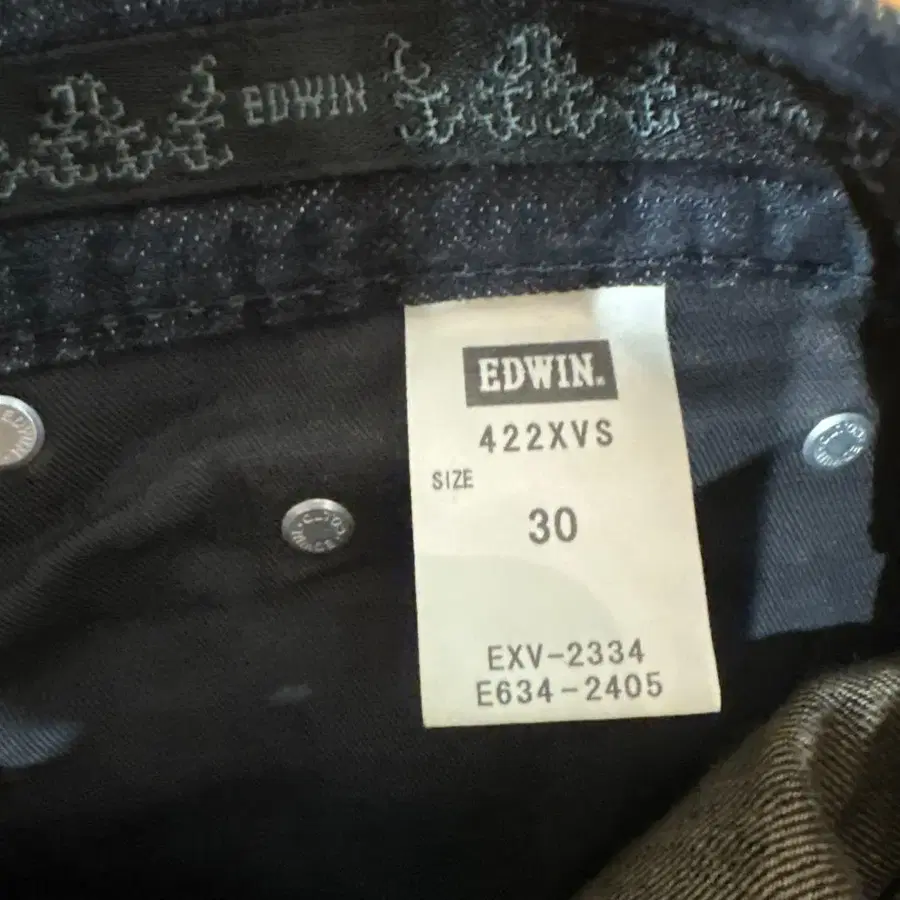 EDWIN
EDWIN.
422XVS
SIZE
30
EXV-2334
E634-2405